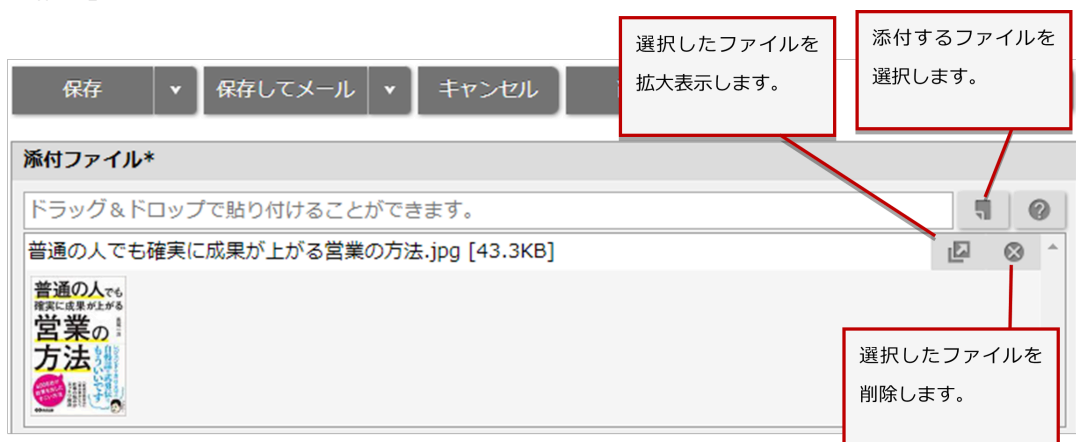 選択したファイルを
拡大表示します。
添付するファイルを
選択します。
保存
保存してメール
キャンセル
添付ファイル*
ドラッグ＆ドロップで貼り付けることができます。
普通の人でも確実に成果が上がる営業の方法.jpg [43.3KB]
普通の人でも
確実に成果が上がる
営業の
方法
もういいです
選択したファイルを
削除します。